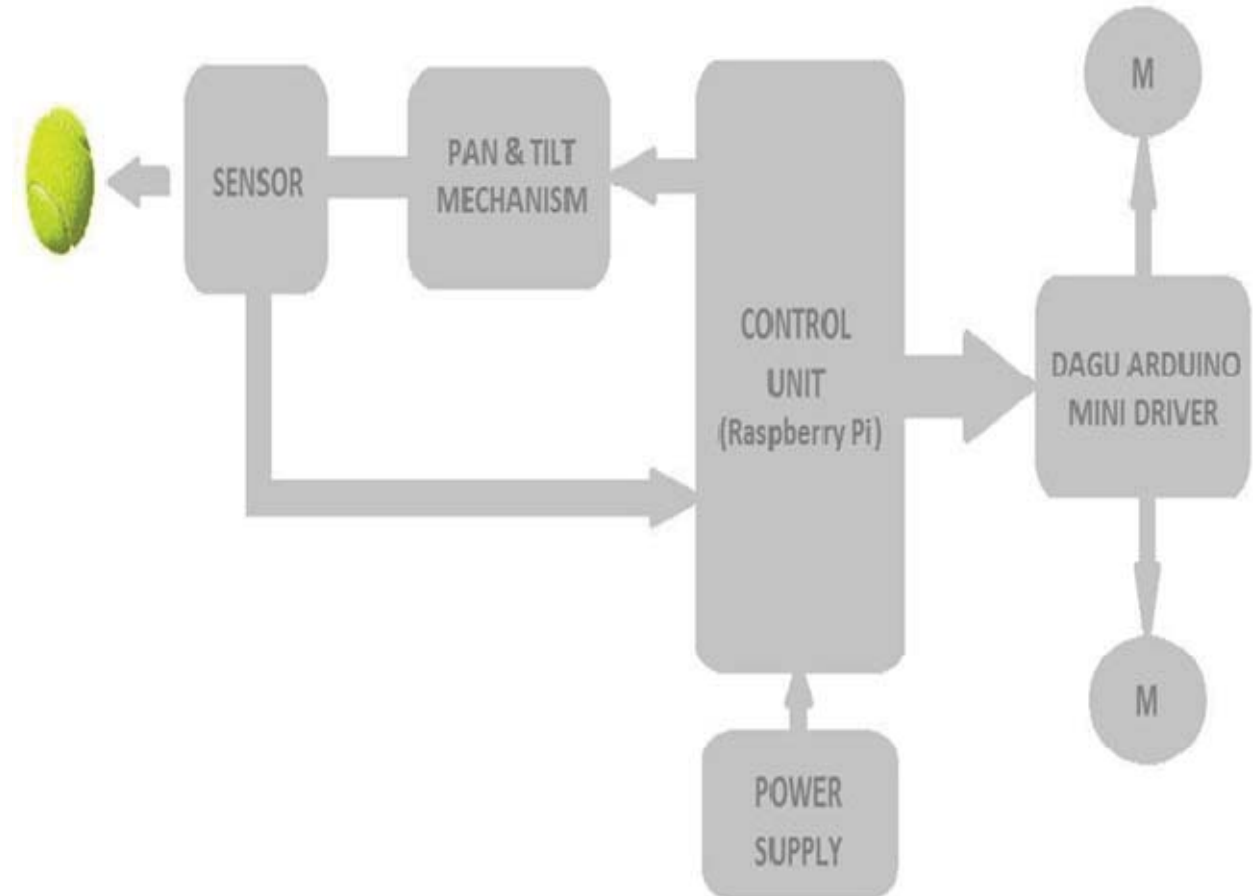 SENSOR
PAN & TILT
MECHANISM
CONTROL
UNIT
(Raspberry Pi)
M
DAGU ARDUINO
MINI DRIVER
M
POWER
SUPPLY